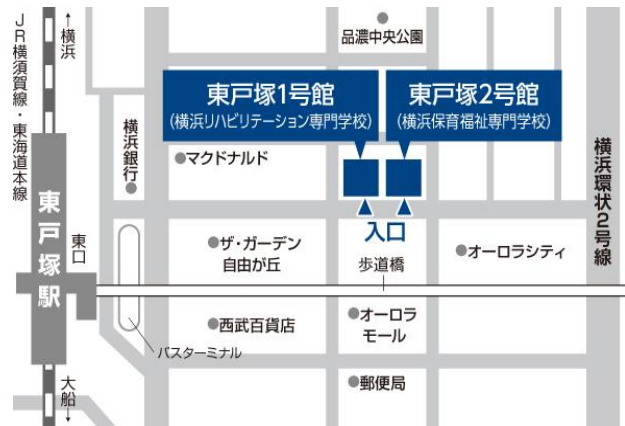 JR横須賀線・東海道本線
↑横浜
品濃中央公園
東戸塚1号館
(横浜リハビリテーション専門学校)
東戸塚2号館
(横浜保育福祉専門学校)
横浜銀行
マクドナルド
横浜環状2号線
東戸塚駅
東口
入口
ザ・ガーデン
自由が丘
歩道橋
オーロラシティ
西武百貨店
オーロラ
モール
バスターミナル
郵便局
大船↓